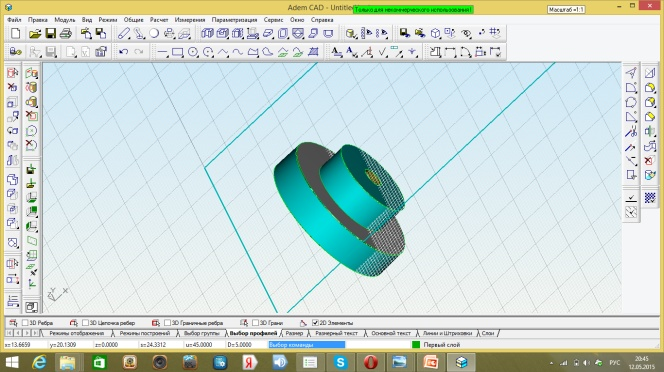 Adem CAD - Untitle
Только для некоммерческого использования!
Масштаб =1:1
Файл Правка Модуль Вид Режим Общие Расчет Измерения Параметризация Сервис Окно Справка
3D Ребра 3D Цепочка ребер 3D Граничные ребра 3D Грани 2D Элементы
Режимы отображения Режимы построений Выбор группы Выбор профилей Размер Размерный текст Основной текст Линии и Штриховки Слои
x=13.6659 y=20.1309 z=0.0000 α=24.3312 u=45.0000 D=5.0000 Выбор команды Первый слой
РУС
20:45
12.05.2015